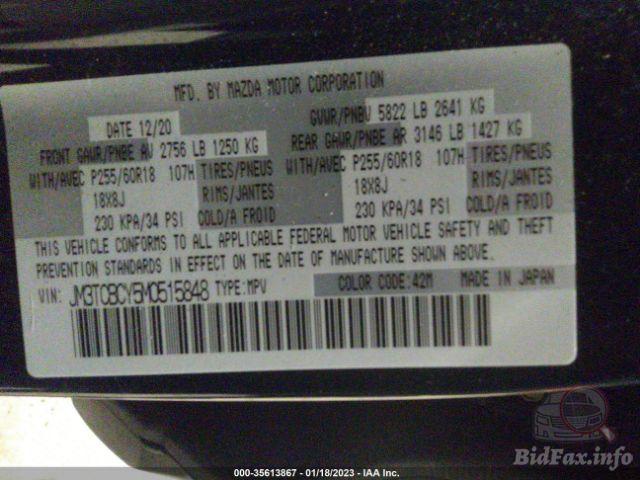 MFD. BY MAZDA MOTOR CORPORATION
DATE 12/20 GVWR/PNBV 5822 LB 2641 KG
FRONT GAWR/PNBE AV 2756 LB 1250 KG REAR GAWR/PNBE AR 3146 LB 1427 KG
WITH/AVEC P255/60R18 107H TIRES/PNEUS WITH/AVEC P255/60R18 107H TIRES/PNEUS
18X8J RIMS/JANTES 18X8J RIMS/JANTES
230 KPA/34 PSI COLD/A FROID 230 KPA/34 PSI COLD/A FROID
THIS VEHICLE CONFORMS TO ALL APPLICABLE FEDERAL MOTOR VEHICLE SAFETY AND THEFT
PREVENTION STANDARDS IN EFFECT ON THE DATE OF MANUFACTURE SHOWN ABOVE.
VIN: JM3TCBCY5M0515848 TYPE:MPV COLOR CODE:42M MADE IN JAPAN
000-35613867 - 01/18/2023 - IAA Inc.
BidFax.info